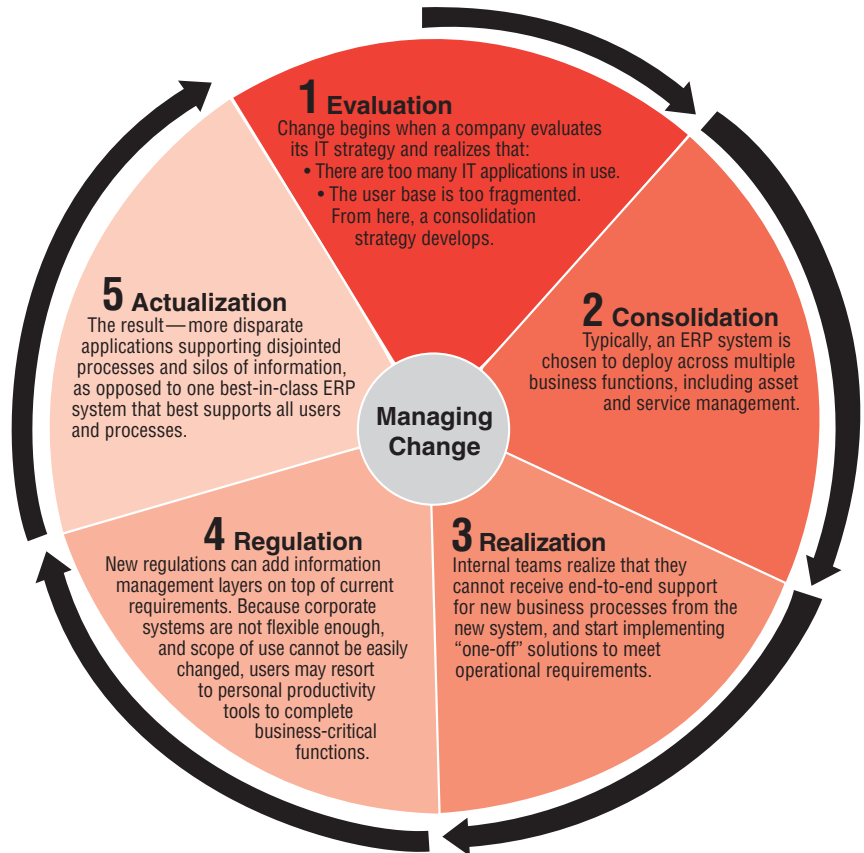 1 Evaluation
Change begins when a company evaluates
its IT strategy and realizes that:
• There are too many IT applications in use.
• The user base is too fragmented.
From here, a consolidation
strategy develops.
2 Consolidation
Typically, an ERP system is
chosen to deploy across multiple
business functions, including asset
and service management.
3 Realization
Internal teams realize that they
cannot receive end-to-end support
for new business processes from the
new system, and start implementing
“one-off” solutions to meet
operational requirements.
4 Regulation
New regulations can add information
management layers on top of current
requirements. Because corporate
systems are not flexible enough,
and scope of use cannot be easily
changed, users may resort
to personal productivity
tools to complete
business-critical
functions.
5 Actualization
The result—more disparate
applications supporting disjointed
processes and silos of information,
as opposed to one best-in-class ERP
system that best supports all users
and processes.
Managing
Change